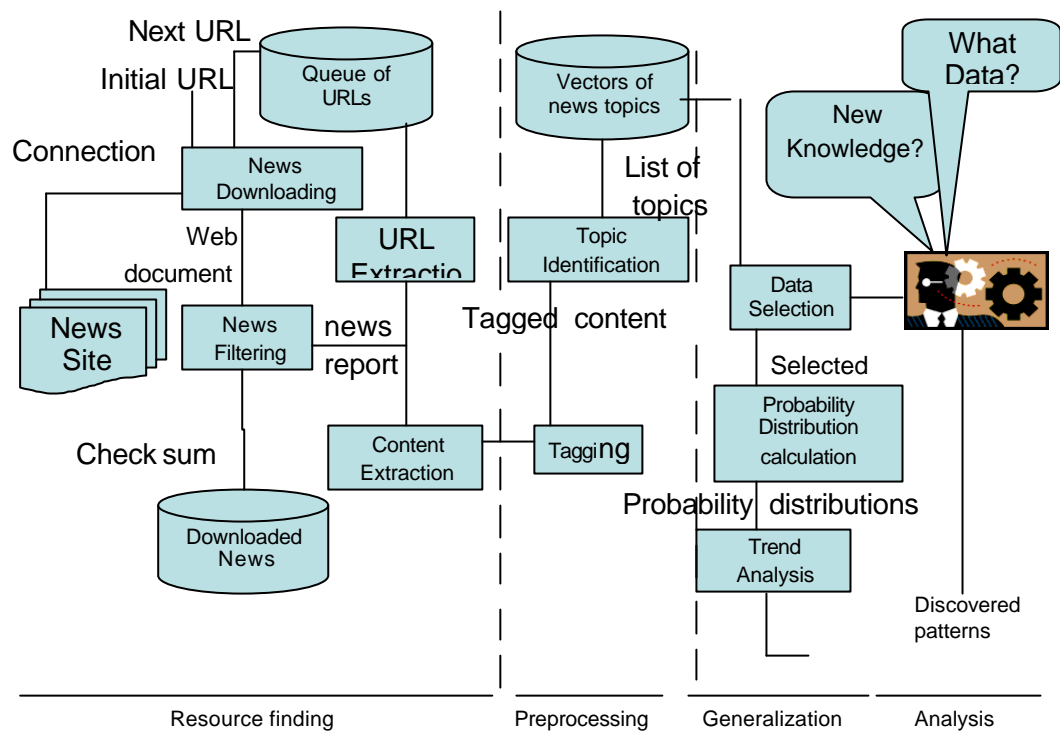 Next URL
Initial URL
Queue of
URLs
Connection
News
Downloading
Web
document
URL
Extractio
News
Site
News
Filtering
news
report
Check sum
Content
Extraction
Downloaded
News
Vectors of
news topics
List of
topics
Topic
Identification
Tagged content
Tagging
What
Data?
New
Knowledge?
Data
Selection
Selected
Probability
Distribution
calculation
Probability distributions
Trend
Analysis
Discovered
patterns
Resource finding
Preprocessing
Generalization
Analysis